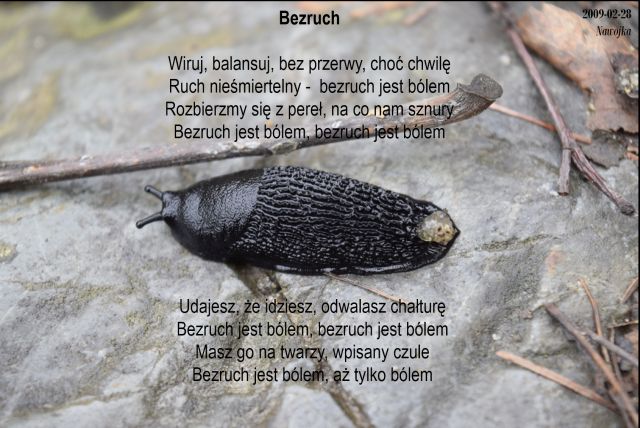 Bezruch
2009-02-28
Nawojka
Wiruj, balansuj, bez przerwy, choć chwilę
Ruch nieśmiertelny - bezruch jest bólem
Rozbierzmy się z pereł, na co nam sznury
Bezruch jest bólem, bezruch jest bólem
Udajesz, że idziesz, odwalasz chałturę
Bezruch jest bólem, bezruch jest bólem
Masz go na twarzy, wpisany czule
Bezruch jest bólem, aż tylko bólem